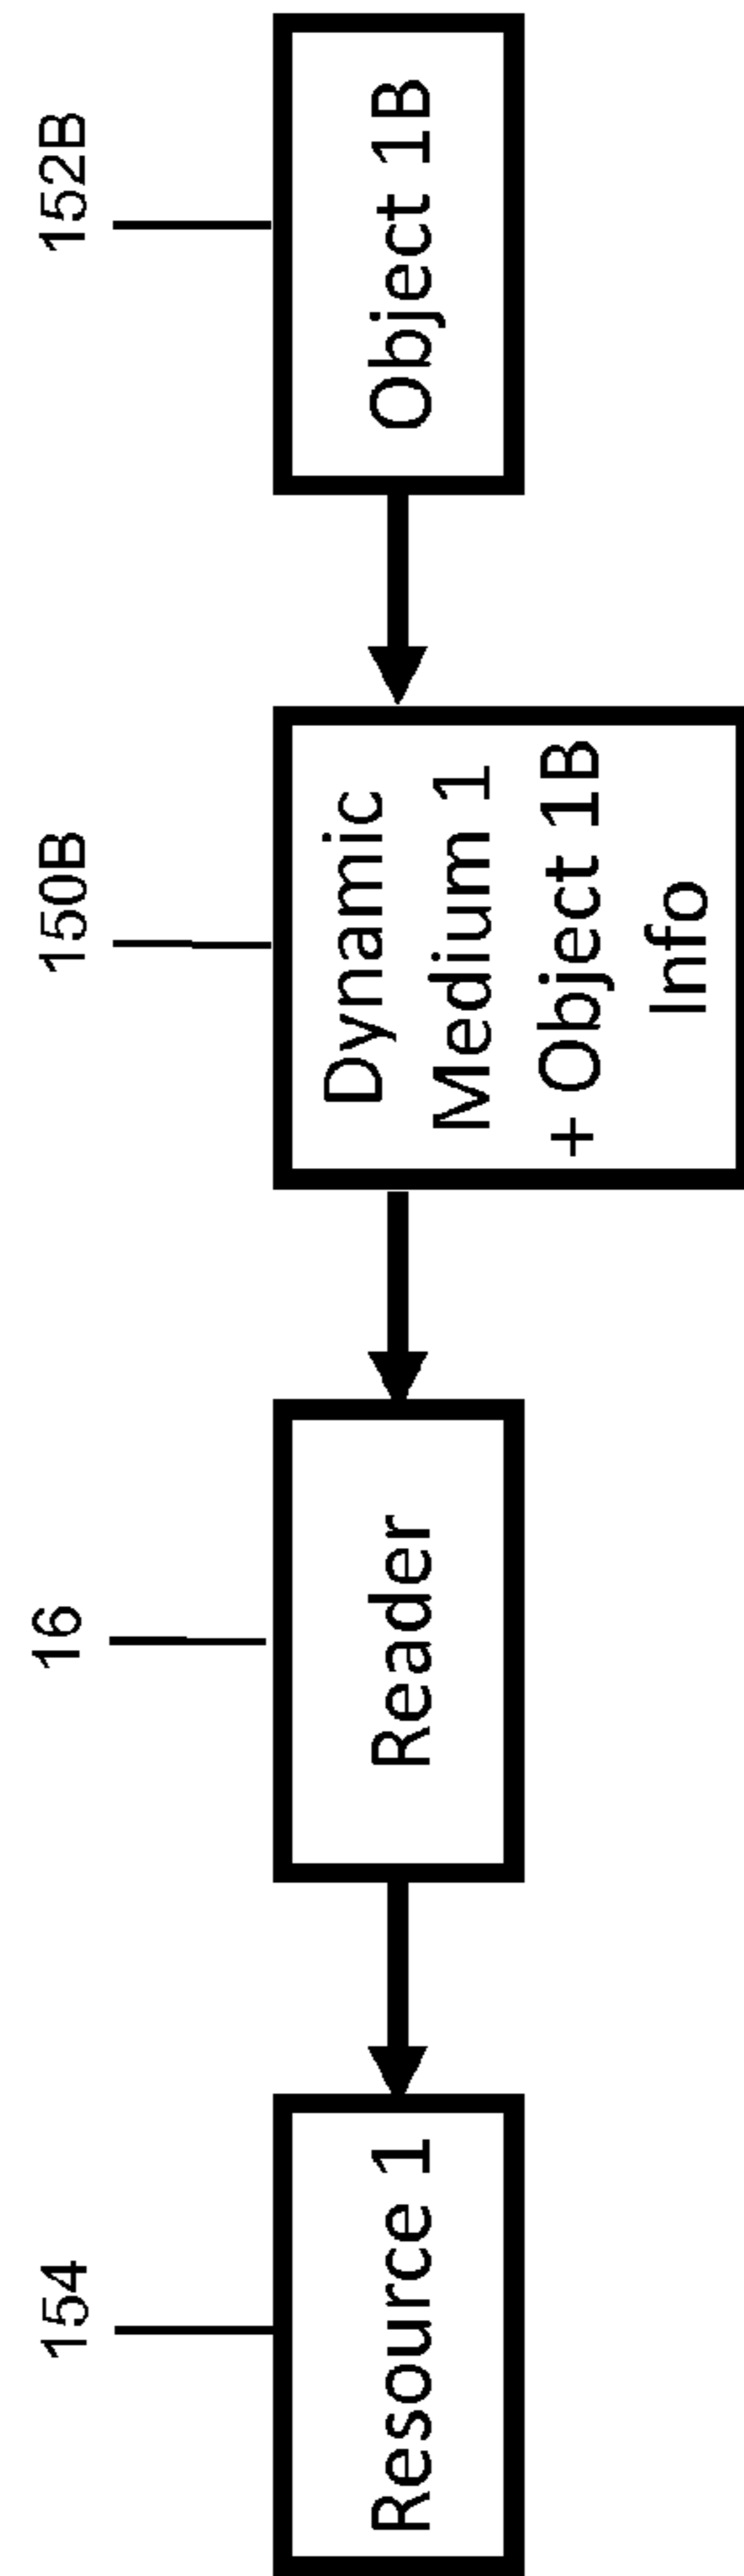 154
16
150B
152B
Resource 1
Reader
Dynamic
Medium 1
+ Object 1B
Info
Object 1B